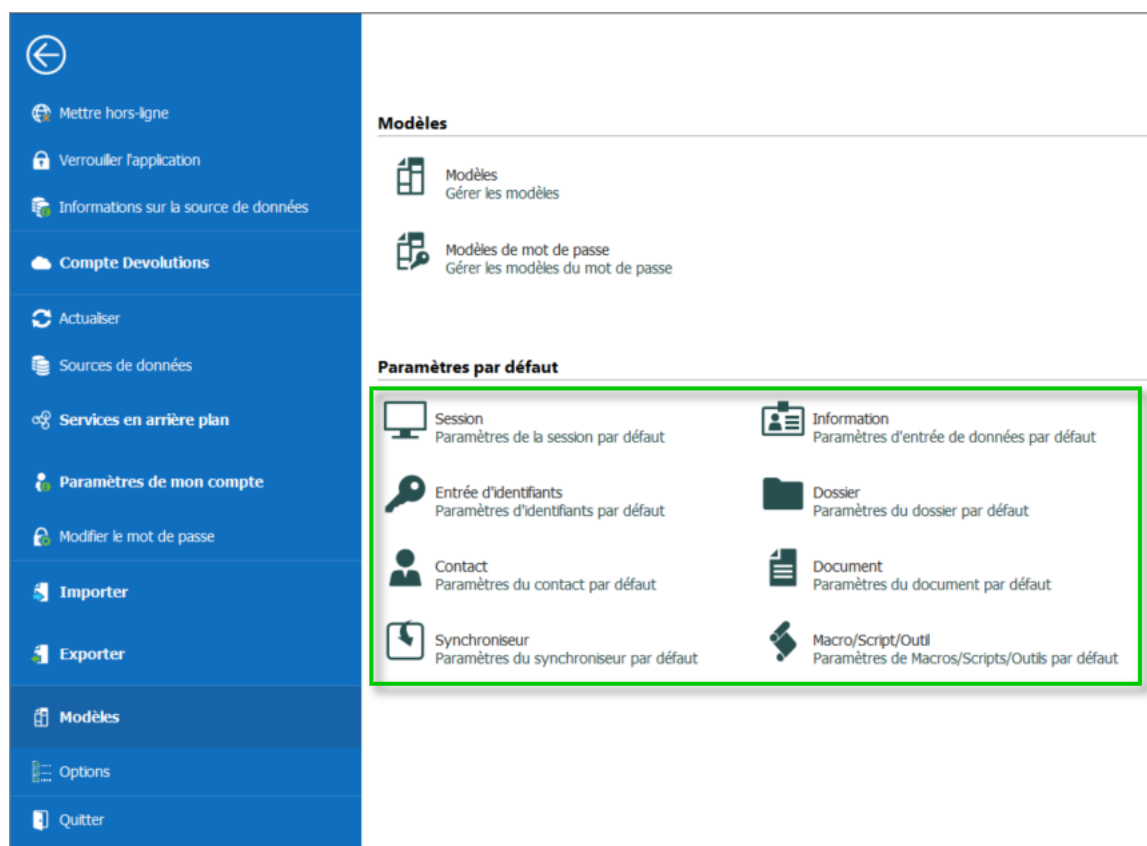 Mettre hors-ligne
Verrouiller l'application
Informations sur la source de données
Compte Devolutions
Actualiser
Sources de données
Services en arrière plan
Paramètres de mon compte
Modifier le mot de passe
Importer
Exporter
Modèles
Options
Quitter
Modèles
Modèles
Gérer les modèles
Modèles de mot de passe
Gérer les modèles du mot de passe
Paramètres par défaut
Session
Paramètres de la session par défaut
Information
Paramètres d'entrée de données par défaut
Entrée d'identifiants
Paramètres d'identifiants par défaut
Dossier
Paramètres du dossier par défaut
Contact
Paramètres du contact par défaut
Document
Paramètres du document par défaut
Synchroniseur
Paramètres du synchroniseur par défaut
Macro/Script/Outil
Paramètres de Macros/Scripts/Outils par défaut